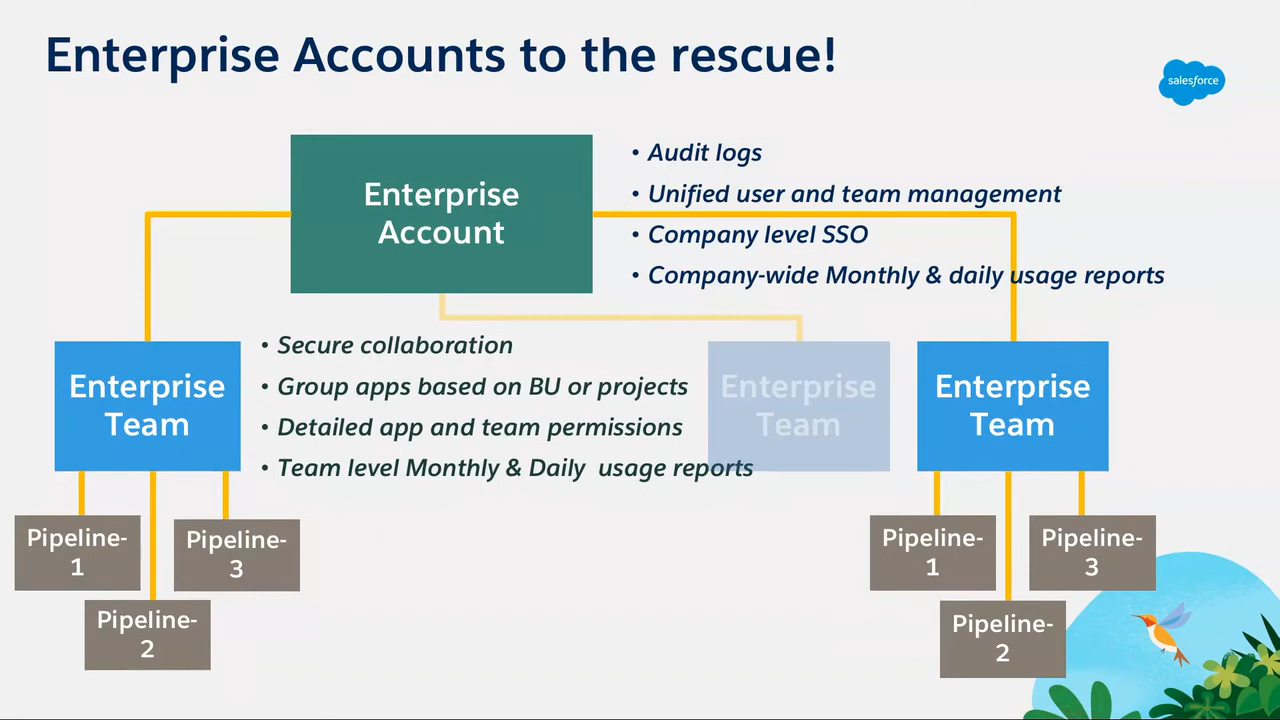 Enterprise Accounts to the rescue!
salesforce
Enterprise
Account
• Audit logs
• Unified user and team management
• Company level SSO
• Company-wide Monthly & daily usage reports
Enterprise
Team
• Secure collaboration
• Group apps based on BU or projects
• Detailed app and team permissions
• Team level Monthly & Daily  usage reports
Enterprise
Team
Enterprise
Team
Pipeline-
1
Pipeline-
3
Pipeline-
2
Pipeline-
1
Pipeline-
3
Pipeline-
2